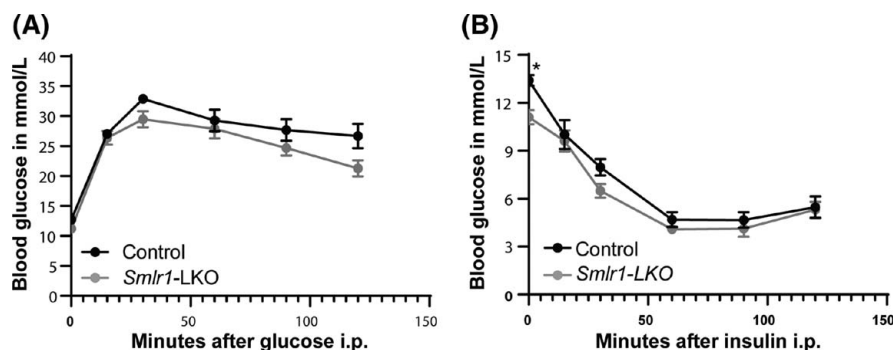 (A)
Blood glucose in mmol/L
40
35
30
25
20
15
10
5
0
Control
Smlr1-LKO
0 50 100 150
Minutes after glucose i.p.
(B)
Blood glucose in mmol/L
15
12
9
6
3
0
*
Control
Smlr1-LKO
0 50 100 150
Minutes after insulin i.p.